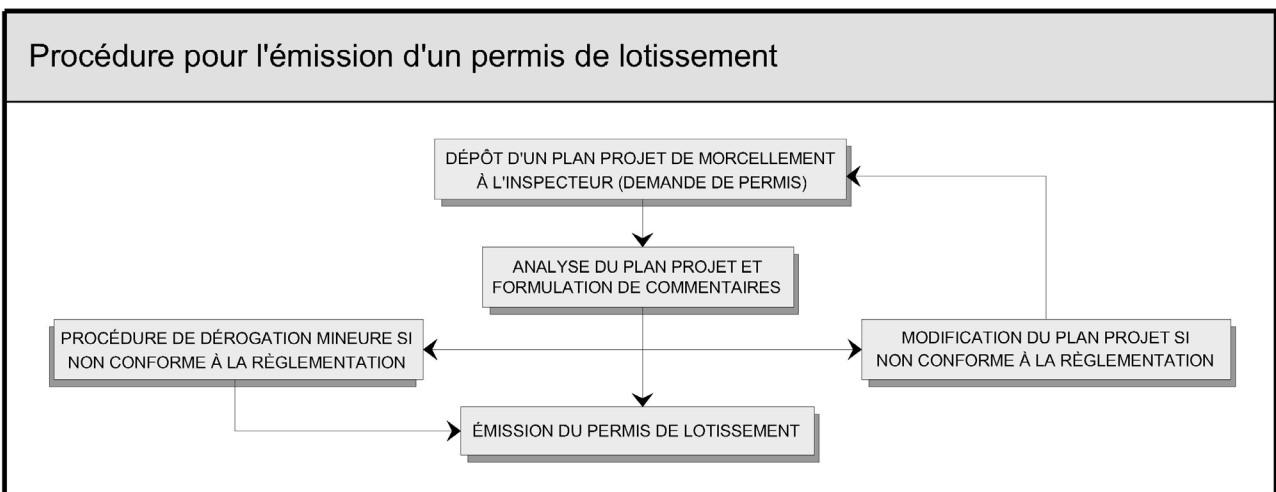 Procédure pour l'émission d'un permis de lotissement
DÉPÔT D'UN PLAN PROJET DE MORCELLEMENT
À L'INSPECTEUR (DEMANDE DE PERMIS)
ANALYSE DU PLAN PROJET ET
FORMULATION DE COMMENTAIRES
PROCÉDURE DE DÉROGATION MINEURE SI
NON CONFORME À LA RÈGLEMENTATION
MODIFICATION DU PLAN PROJET SI
NON CONFORME À LA RÈGLEMENTATION
ÉMISSION DU PERMIS DE LOTISSEMENT